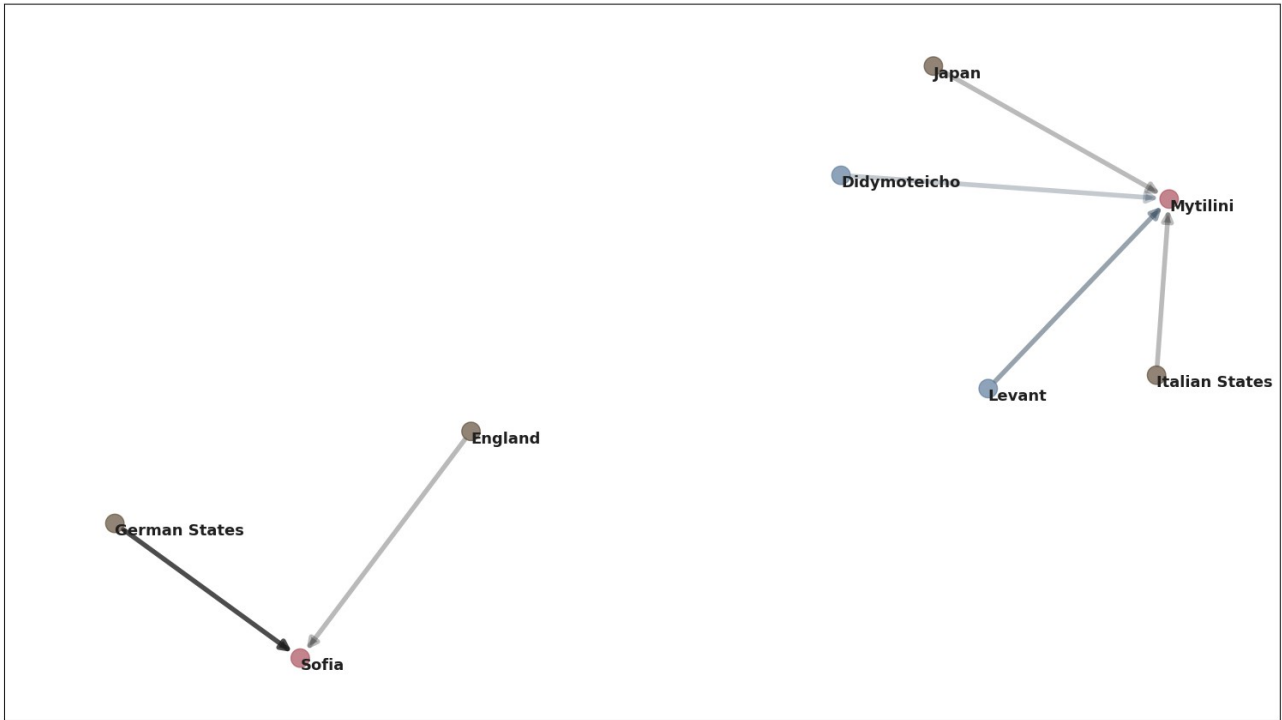 Japan
Didymoteicho
Mytilini
Italian States
Levant
England
German States
Sofia